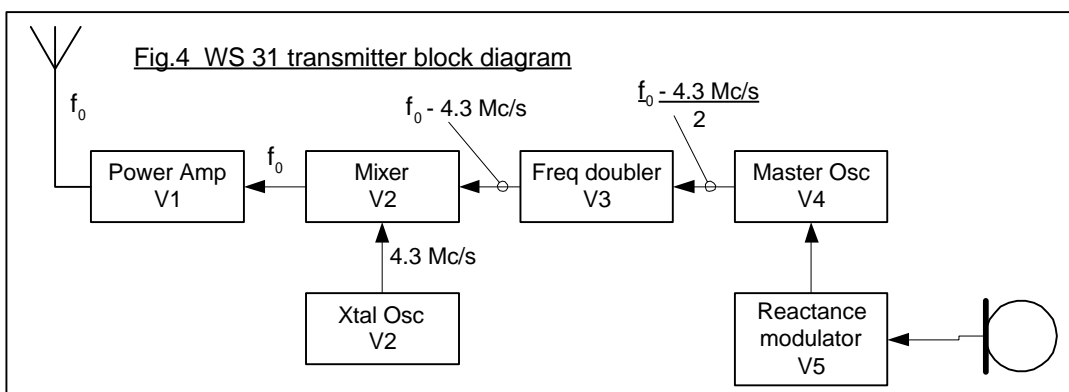 Fig.4 WS 31 transmitter block diagram
f₀
f₀ - 4.3 Mc/s
f₀ - 4.3 Mc/s
2
Power Amp
V1
f₀
Mixer
V2
Freq doubler
V3
Master Osc
V4
4.3 Mc/s
Xtal Osc
V2
Reactance
modulator
V5